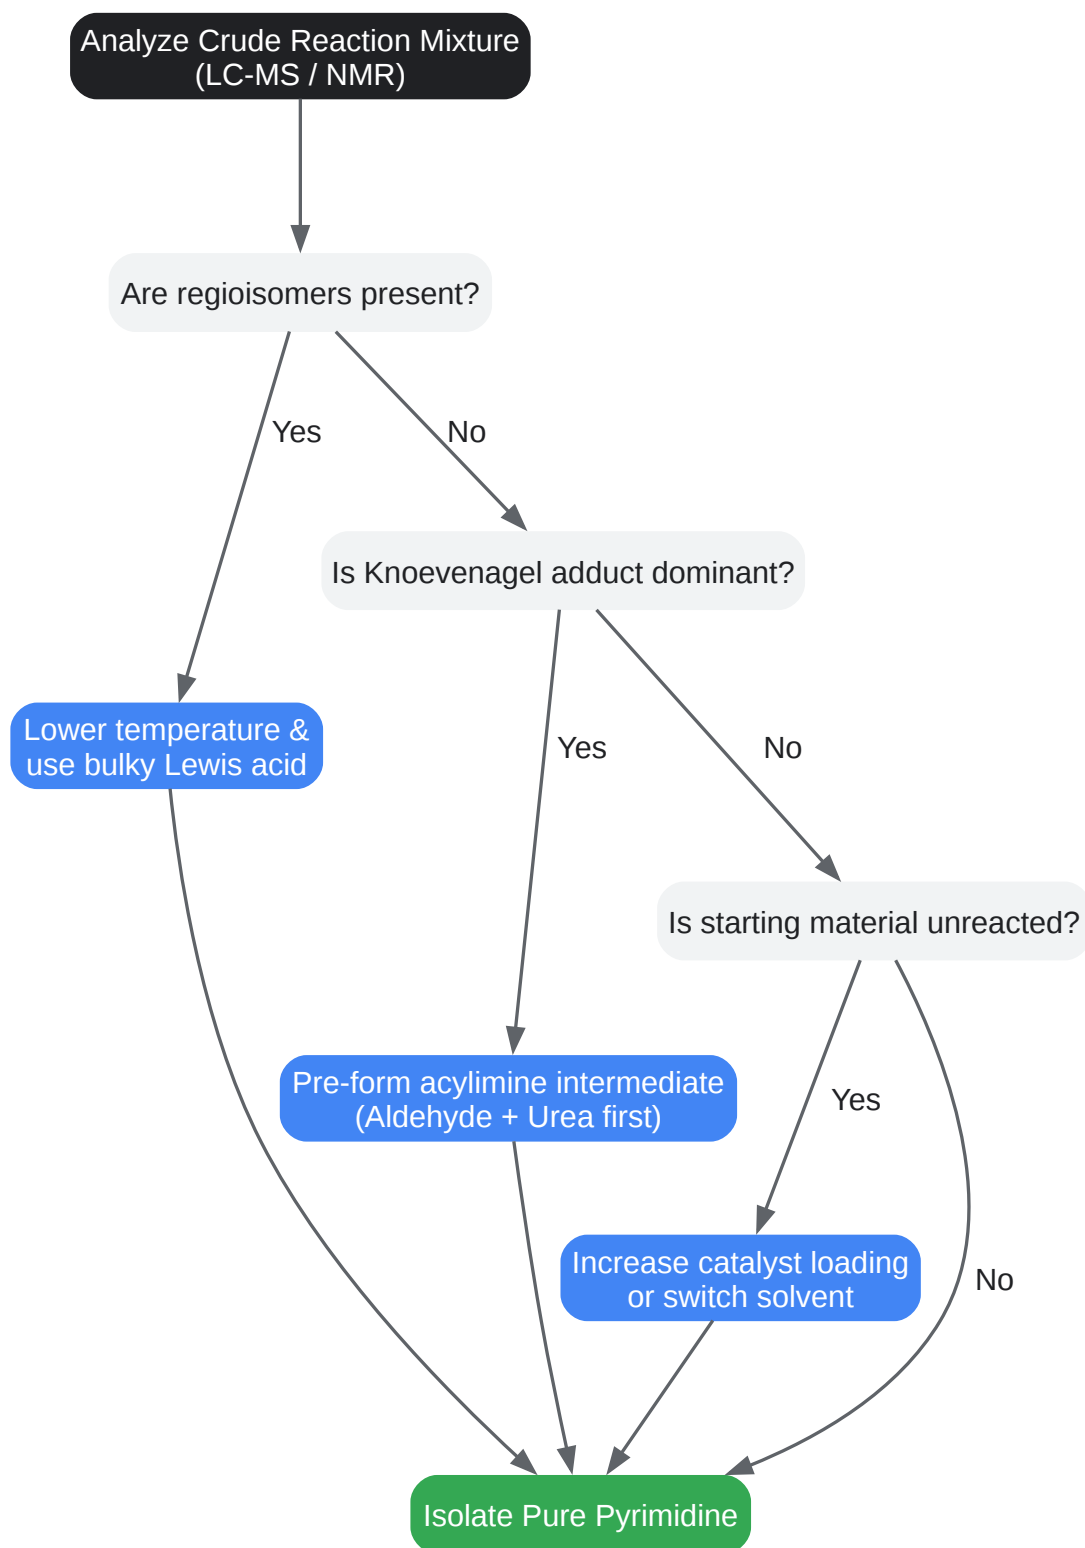 Analyze Crude Reaction Mixture
(LC-MS / NMR)
Are regioisomers present?
Yes
No
Is Knoevenagel adduct dominant?
Lower temperature &
use bulky Lewis acid
Yes
No
Is starting material unreacted?
Pre-form acylimine intermediate
(Aldehyde + Urea first)
Yes
Increase catalyst loading
or switch solvent
No
Isolate Pure Pyrimidine